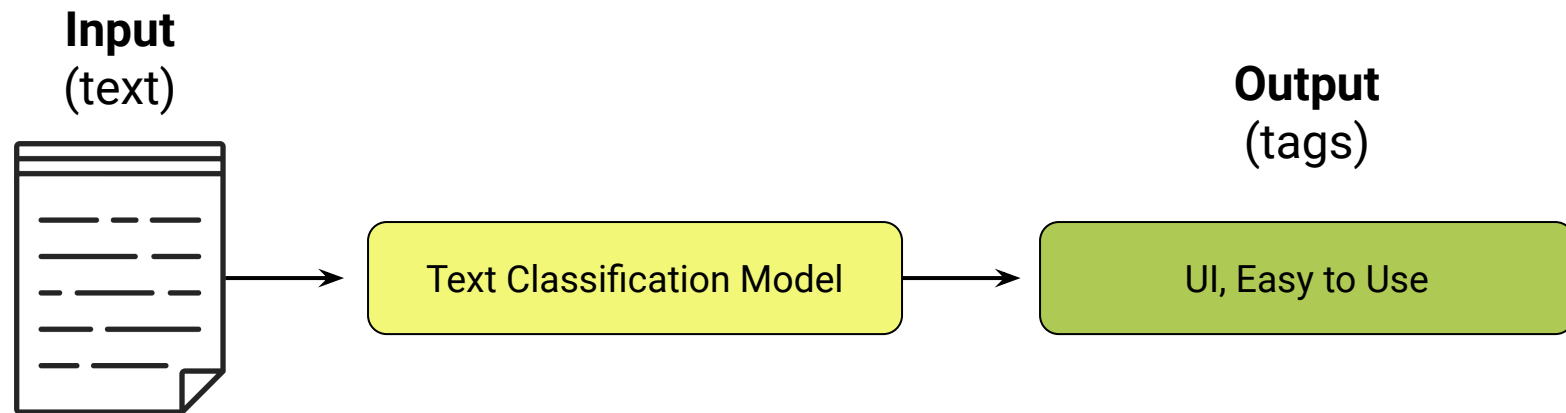 Input
(text)
Text Classification Model
Output
(tags)
UI, Easy to Use